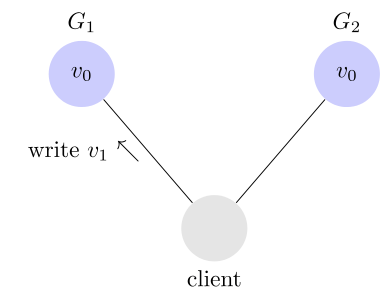 G₁
G₂
v₀
v₀
write v₁
client